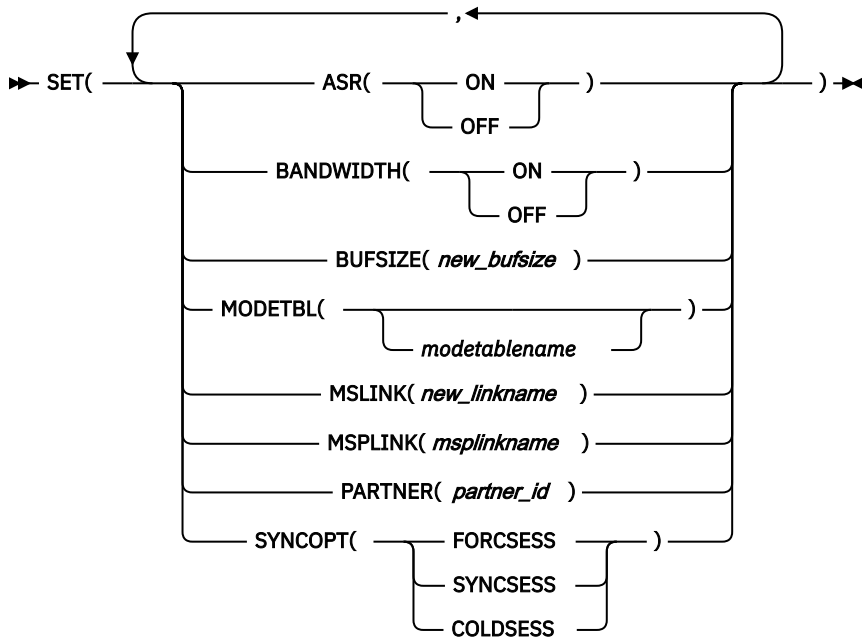 ,
SET( ASR( ON ) )
OFF
BANDWIDTH( ON )
OFF
BUFSIZE( new_bufsize )
MODETBL( )
modetablename
MSLINK( new_linkname )
MSPLINK( msplinkname )
PARTNER( partner_id )
SYNCOPT( FORCSESS )
SYNCSESS
COLDSESS